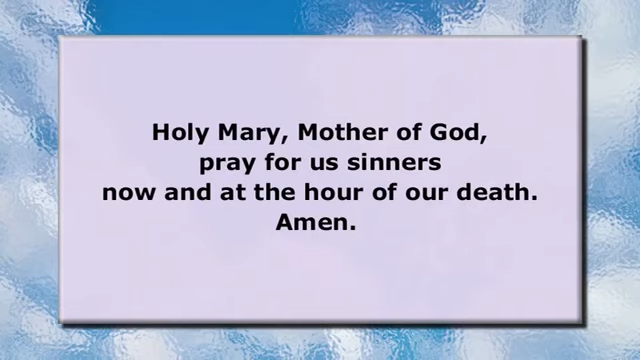 Holy Mary, Mother of God,
pray for us sinners
now and at the hour of our death.
Amen.